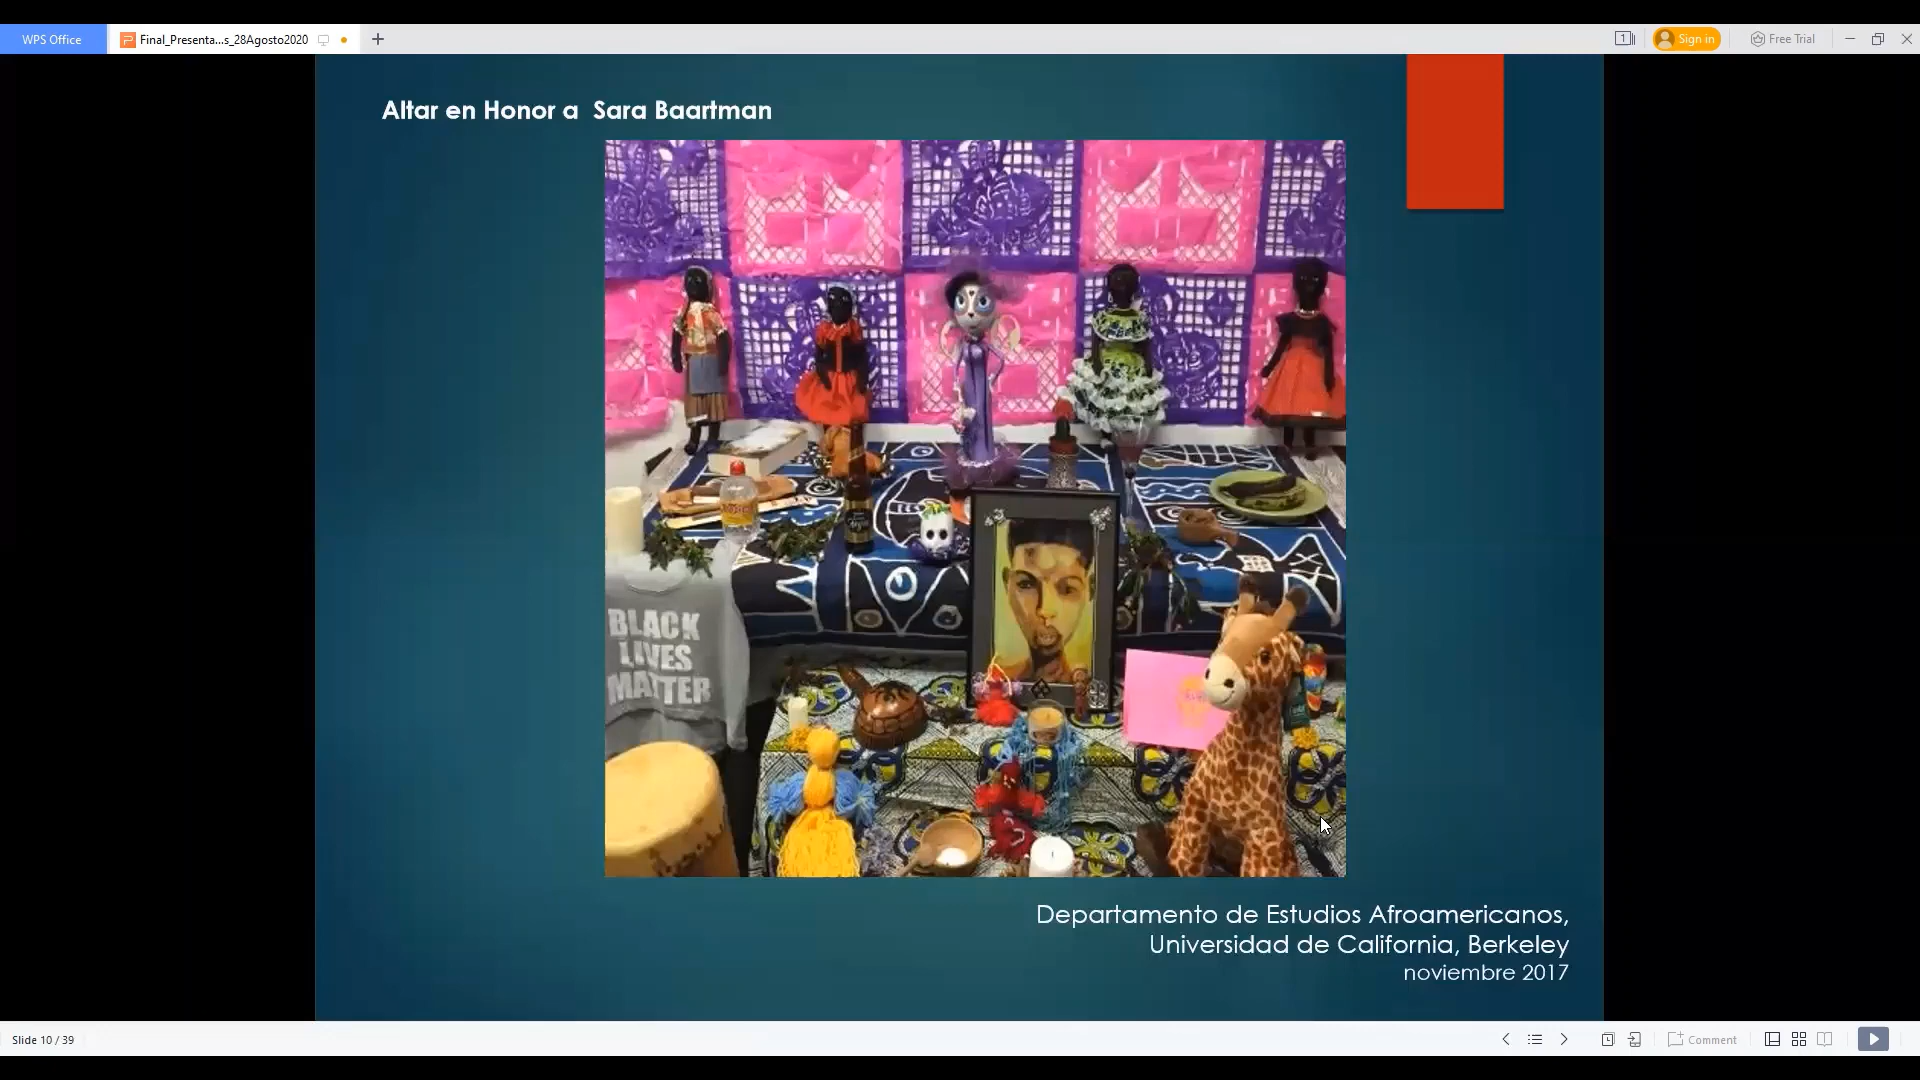 WPS Office
Final_Presenta...s_28Agosto2020
1
Sign in
Free Trial
Altar en Honor a Sara Baartman
BLACK
LIVES
MATTER
Departamento de Estudios Afroamericanos,
Universidad de California, Berkeley
noviembre 2017
Slide 10 / 39
Comment